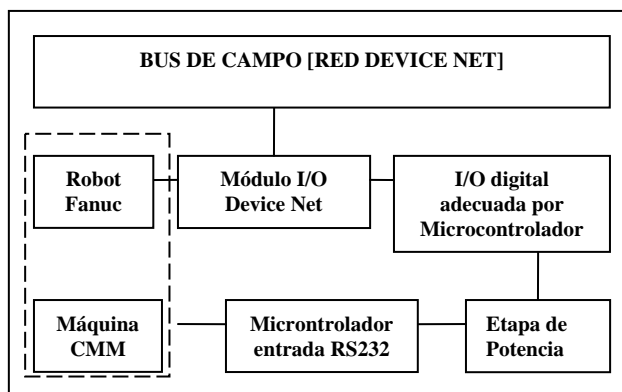 BUS DE CAMPO [RED DEVICE NET]
Robot
Fanuc
Módulo I/O
Device Net
I/O digital
adecuada por
Microcontrolador
Máquina
CMM
Microntrolador
entrada RS232
Etapa de
Potencia